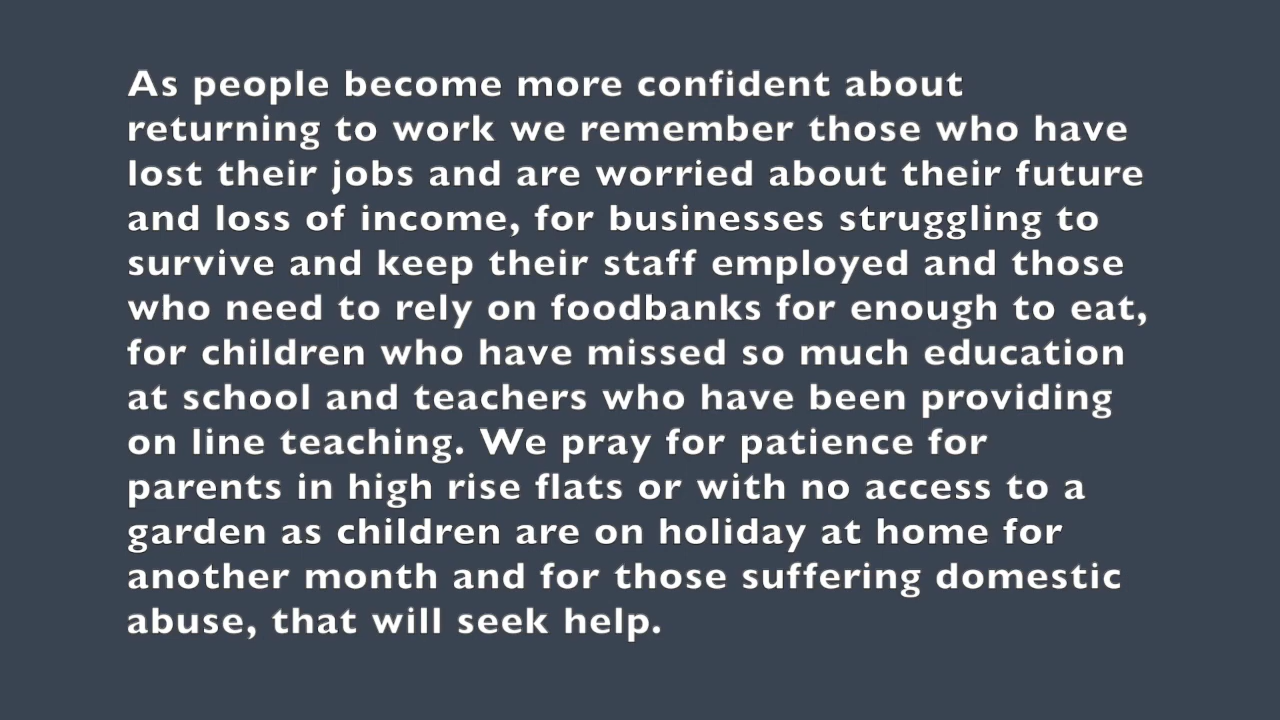 As people become more confident about
returning to work we remember those who have
lost their jobs and are worried about their future
and loss of income, for businesses struggling to
survive and keep their staff employed and those
who need to rely on foodbanks for enough to eat,
for children who have missed so much education
at school and teachers who have been providing
on line teaching. We pray for patience for
parents in high rise flats or with no access to a
garden as children are on holiday at home for
another month and for those suffering domestic
abuse, that will seek help.